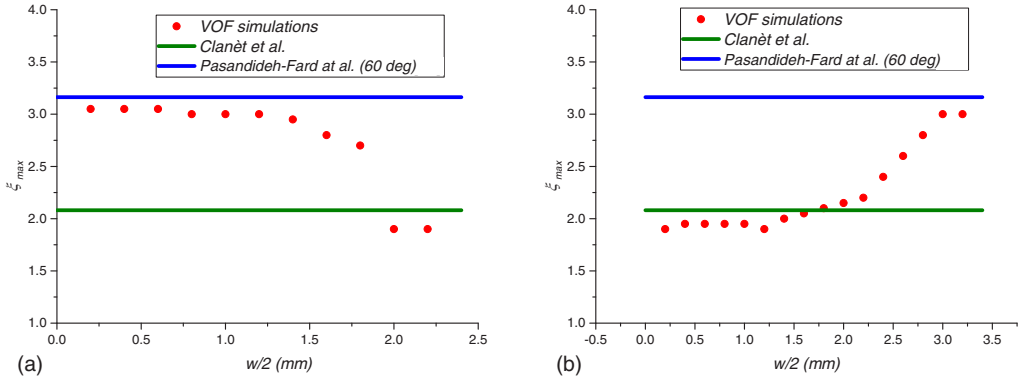 VOF simulations
Clanèt et al.
Pasandideh-Fard at al. (60 deg)
4.0
3.5
3.0
2.5
2.0
1.5
1.0
ξ max
0.0 0.5 1.0 1.5 2.0 2.5
w/2 (mm)
(a)
VOF simulations
Clanèt et al.
Pasandideh-Fard at al. (60 deg)
4.0
3.5
3.0
2.5
2.0
1.5
1.0
ξ max
-0.5 0.0 0.5 1.0 1.5 2.0 2.5 3.0 3.5
w/2 (mm)
(b)